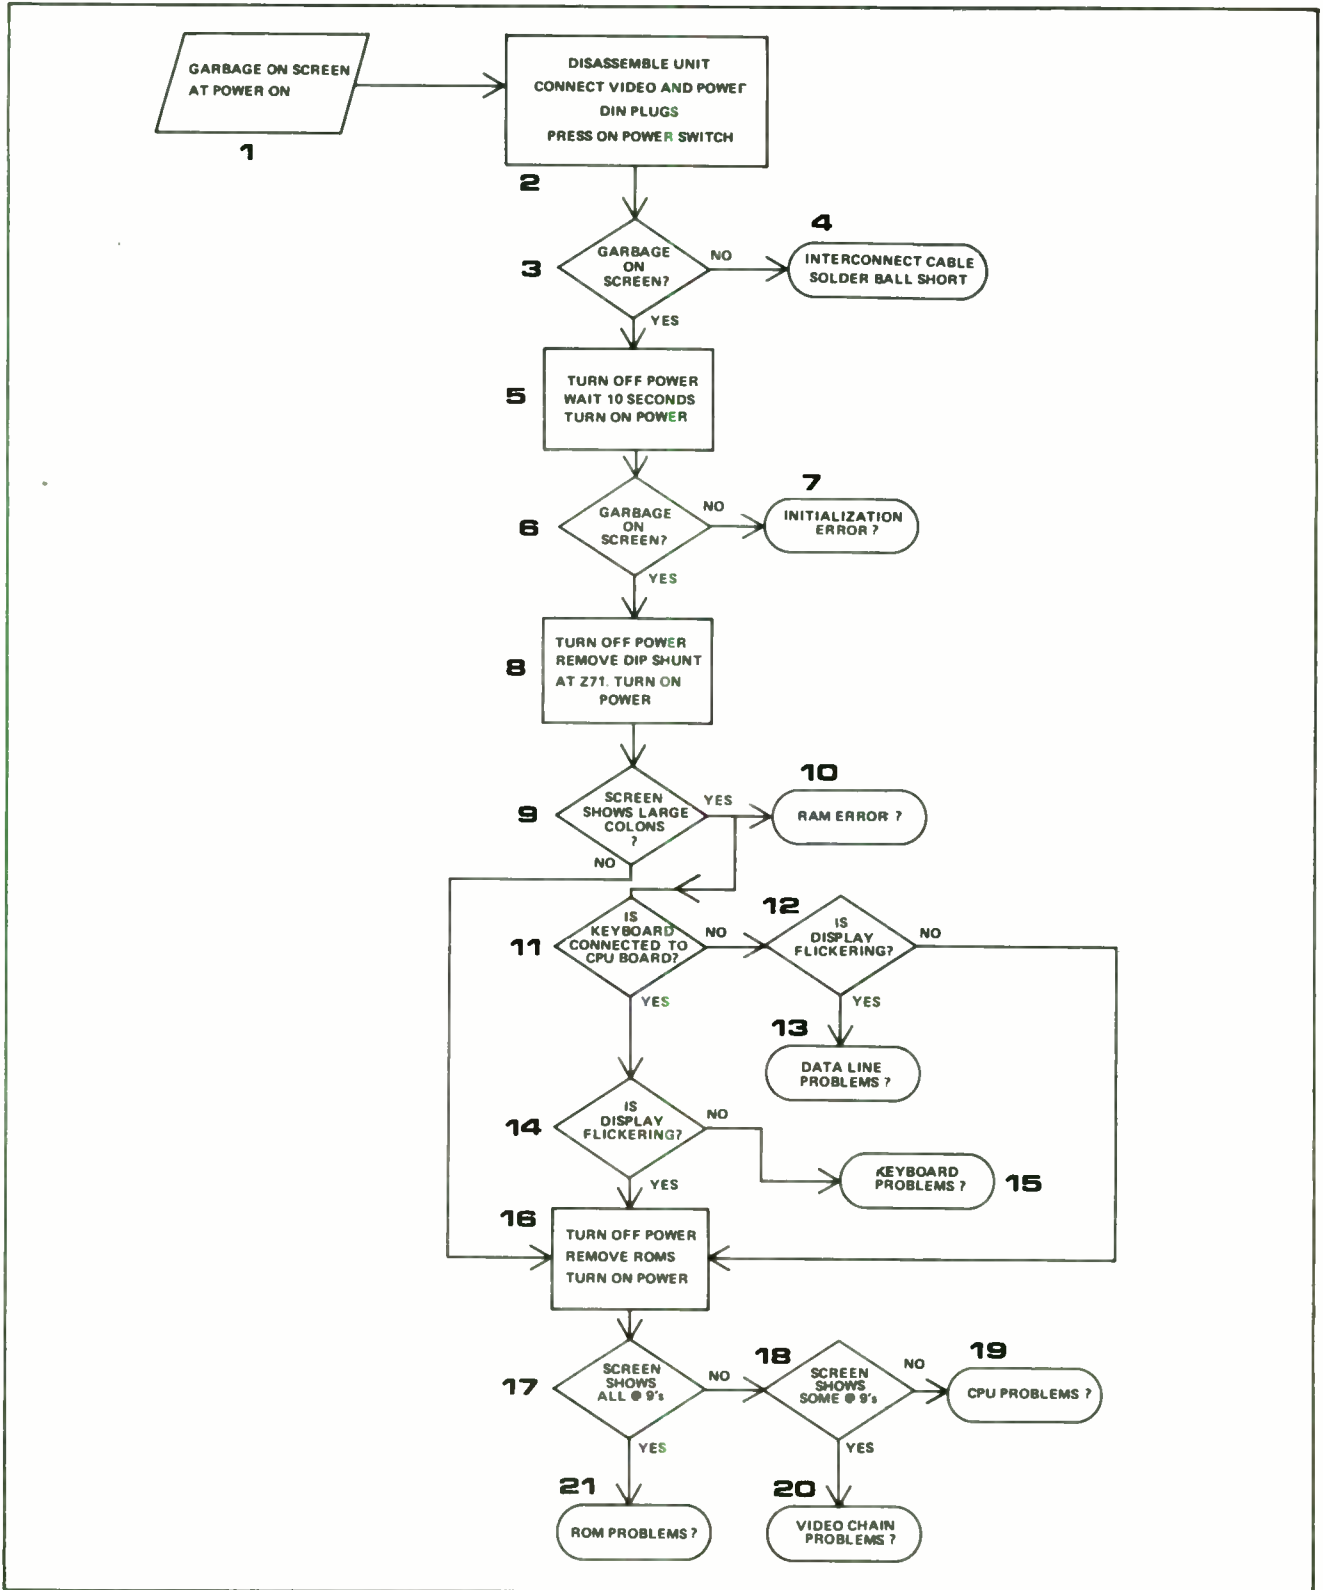 GARBAGE ON SCREEN
AT POWER ON
1
DISASSEMBLE UNIT
CONNECT VIDEO AND POWER
DIN PLUGS
PRESS ON POWER SWITCH
2
3
GARBAGE
ON
SCREEN?
NO
YES
4
INTERCONNECT CABLE
SOLDER BALL SHORT
5
TURN OFF POWER
WAIT 10 SECONDS
TURN ON POWER
6
GARBAGE
ON
SCREEN?
NO
YES
7
INITIALIZATION
ERROR ?
8
TURN OFF POWER
REMOVE DIP SHUNT
AT Z71. TURN ON
POWER
9
SCREEN
SHOWS LARGE
COLONS
?
YES
NO
10
RAM ERROR ?
11
IS
KEYBOARD
CONNECTED TO
CPU BOARD?
NO
YES
12
IS
DISPLAY
FLICKERING?
NO
YES
13
DATA LINE
PROBLEMS ?
14
IS
DISPLAY
FLICKERING?
NO
YES
KEYBOARD
PROBLEMS ?
15
16
TURN OFF POWER
REMOVE ROMS
TURN ON POWER
17
SCREEN
SHOWS
ALL @ 9's
NO
YES
18
SCREEN
SHOWS
SOME @ 9's
NO
YES
19
CPU PROBLEMS ?
21
ROM PROBLEMS ?
20
VIDEO CHAIN
PROBLEMS ?